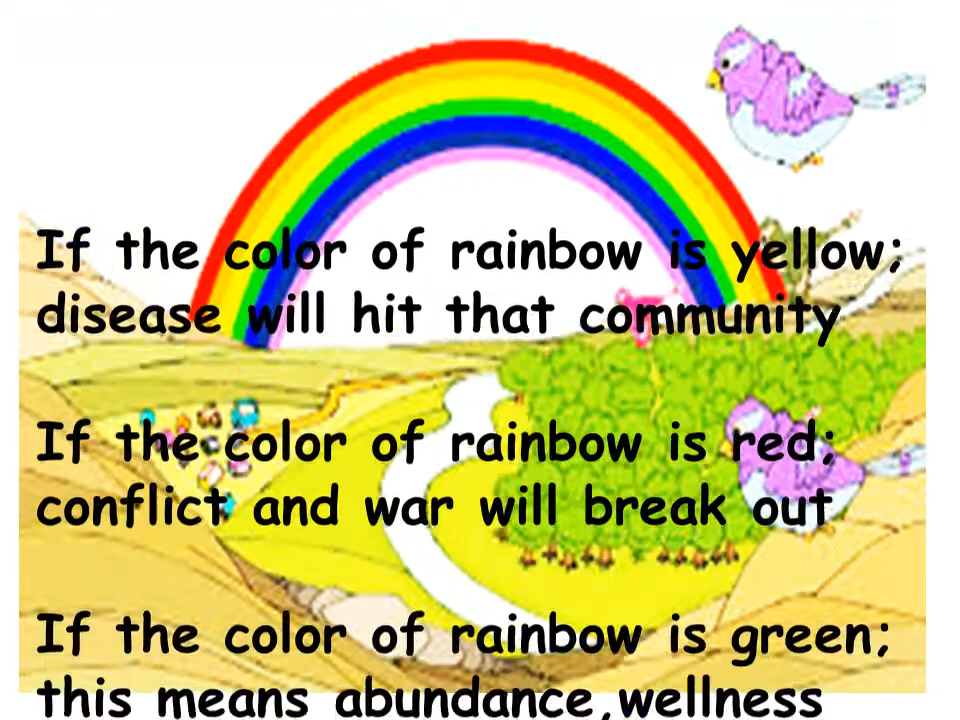 If the color of rainbow is yellow;
disease will hit that community
If the color of rainbow is red;
conflict and war will break out
If the color of rainbow is green;
this means abundance,wellness